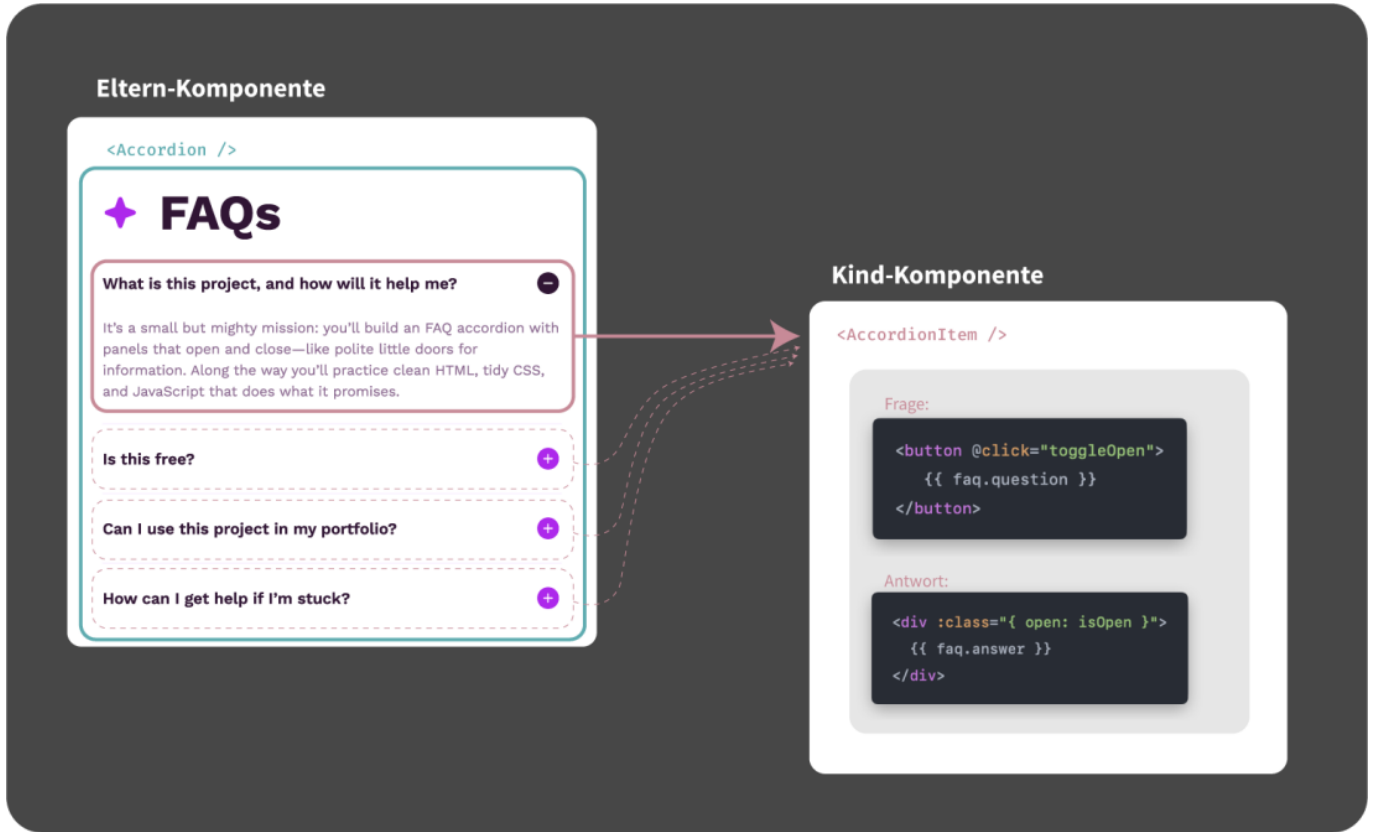 Eltern-Komponente
<Accordion />
FAQs
What is this project, and how will it help me?
It's a small but mighty mission: you'll build an FAQ accordion with
panels that open and close—like polite little doors for
information. Along the way you'll practice clean HTML, tidy CSS,
and JavaScript that does what it promises.
Is this free?
Can I use this project in my portfolio?
How can I get help if I'm stuck?
Kind-Komponente
<AccordionItem />
Frage:
<button @click="toggleOpen">
{{ faq.question }}
</button>
Antwort:
<div :class="{ open: isOpen }">
{{ faq.answer }}
</div>